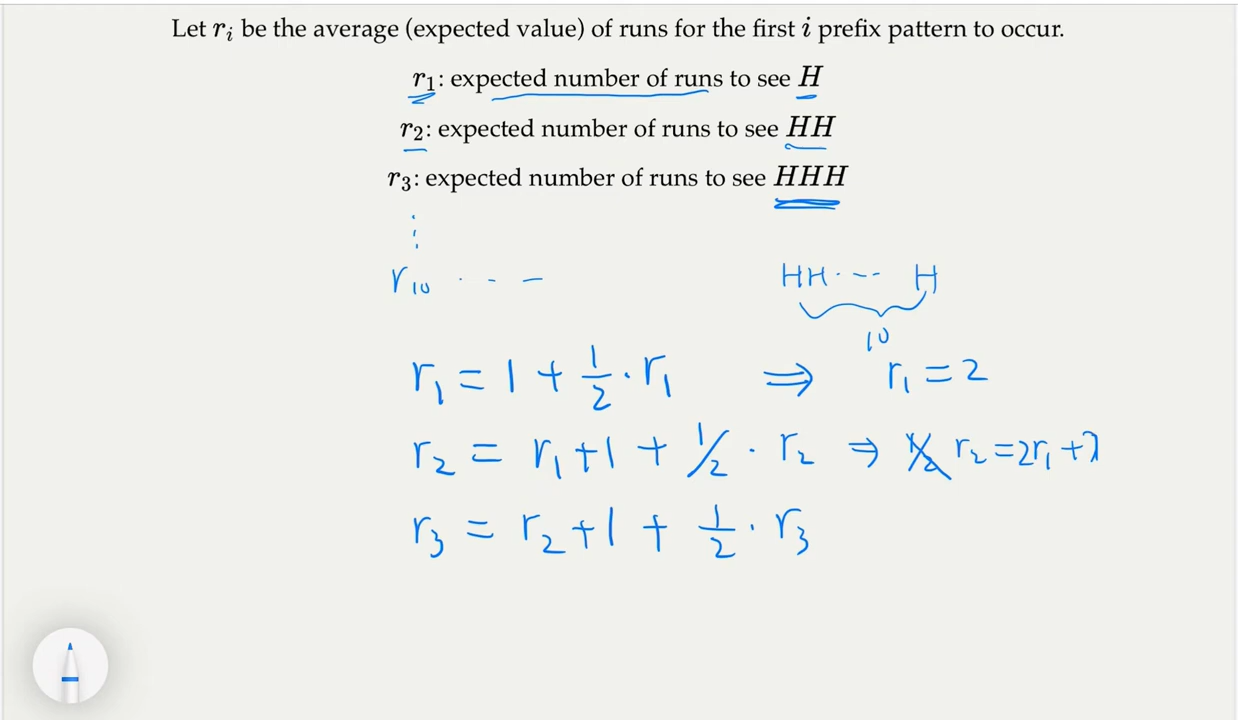 Let r_i be the average (expected value) of runs for the first i prefix pattern to occur.
r_1: expected number of runs to see H
r_2: expected number of runs to see HH
r_3: expected number of runs to see HHH
⋮
r_10 · - - HH · -- H
10
r_1 = 1 + 1/2 · r_1 ⇒ r_1 = 2
r_2 = r_1 + 1 + 1/2 · r_2 ⇒ r_2 = 2r_1 + 2
r_3 = r_2 + 1 + 1/2 · r_3